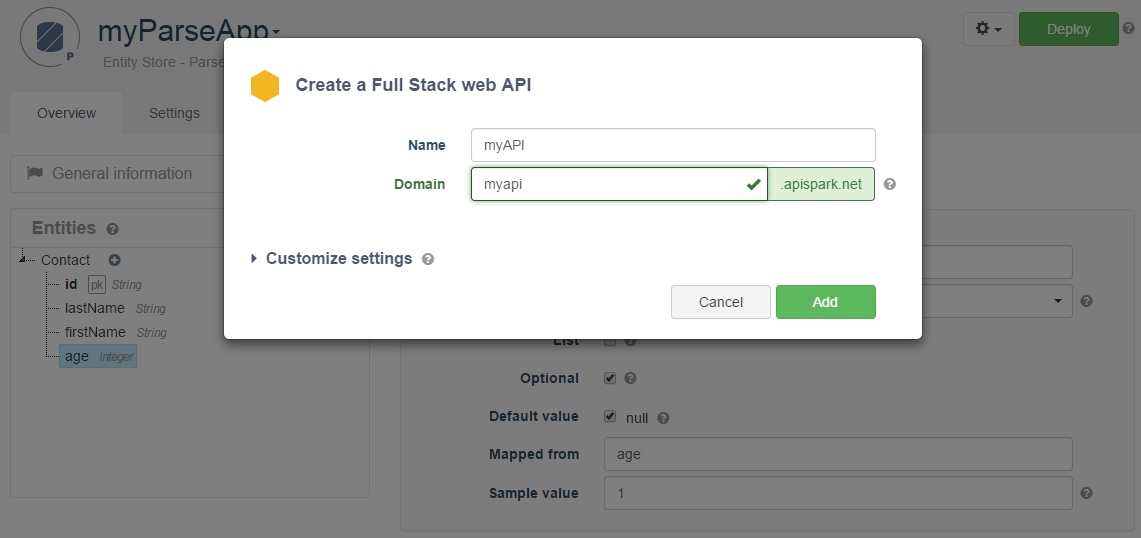 myParseApp
Deploy
Entity Store - Parse
P
Overview
Settings
General information
Entities
Contact
id pk String
lastName String
firstName String
age Integer
Create a Full Stack web API
Name myAPI
Domain myapi .apispark.net
Customize settings
Cancel Add
List
Optional
Default value null
Mapped from age
Sample value 1